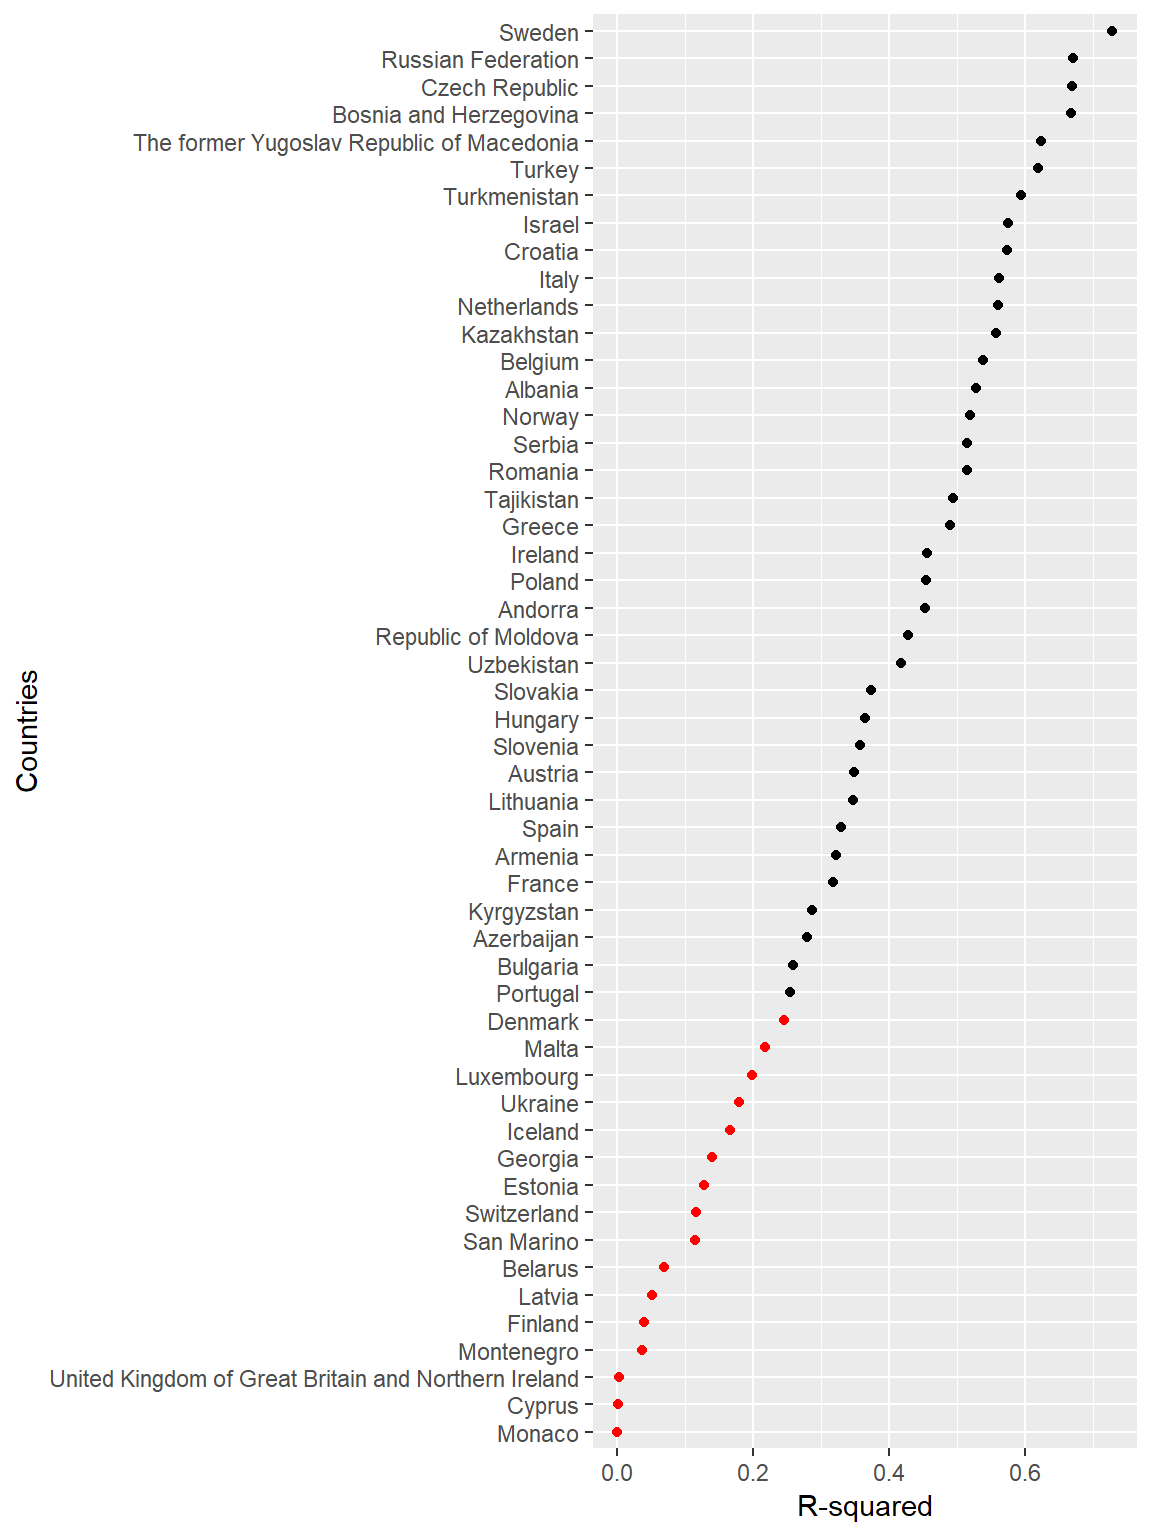 Sweden
Russian Federation
Czech Republic
Bosnia and Herzegovina
The former Yugoslav Republic of Macedonia
Turkey
Turkmenistan
Israel
Croatia
Italy
Netherlands
Kazakhstan
Belgium
Albania
Norway
Serbia
Romania
Tajikistan
Greece
Ireland
Poland
Andorra
Republic of Moldova
Uzbekistan
Slovakia
Hungary
Slovenia
Austria
Lithuania
Spain
Armenia
France
Kyrgyzstan
Azerbaijan
Bulgaria
Portugal
Denmark
Malta
Luxembourg
Ukraine
Iceland
Georgia
Estonia
Switzerland
San Marino
Belarus
Latvia
Finland
Montenegro
United Kingdom of Great Britain and Northern Ireland
Cyprus
Monaco
Countries
0.0 0.2 0.4 0.6
R-squared